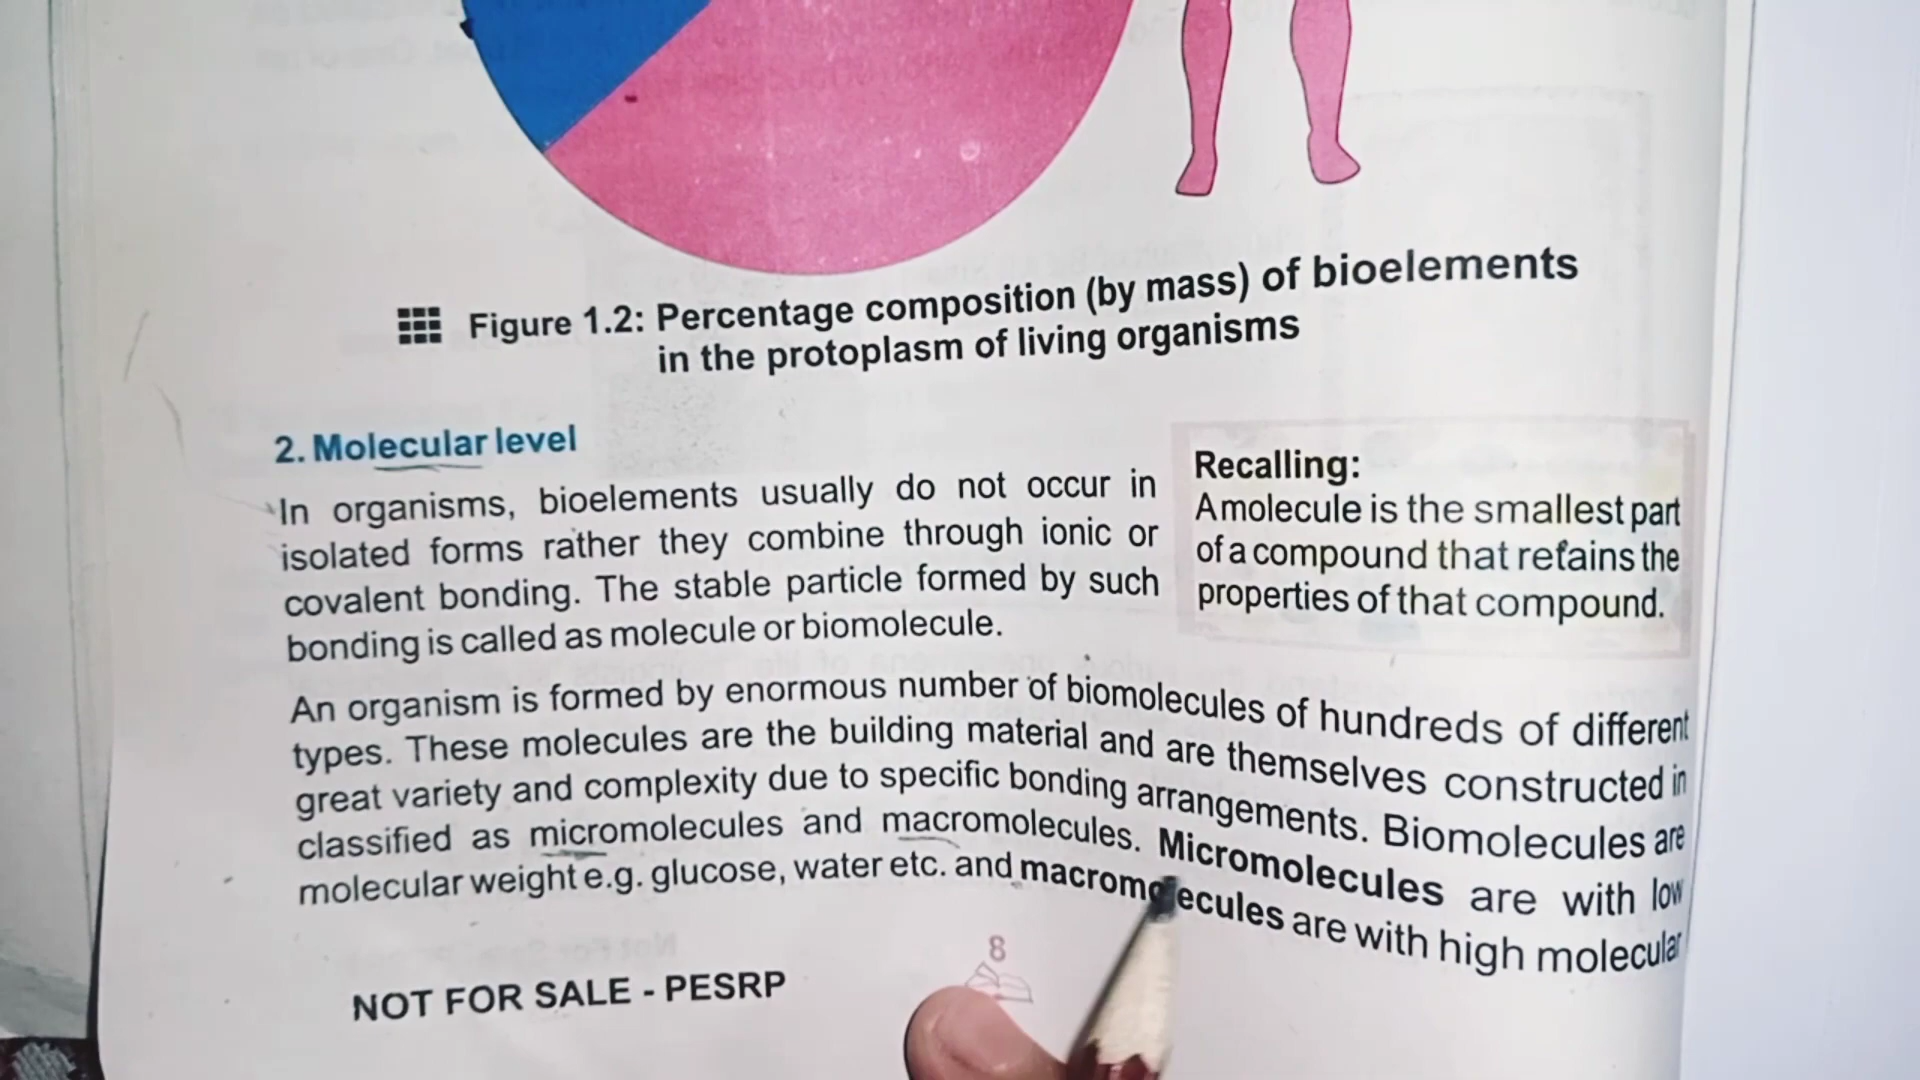 Figure 1.2: Percentage composition (by mass) of bioelements
in the protoplasm of living organisms
2. Molecular level
In organisms, bioelements usually do not occur in
isolated forms rather they combine through ionic or
covalent bonding. The stable particle formed by such
bonding is called as molecule or biomolecule.
Recalling:
A molecule is the smallest part
of a compound that retains the
properties of that compound.
An organism is formed by enormous number of biomolecules of hundreds of different
types. These molecules are the building material and are themselves constructed in
great variety and complexity due to specific bonding arrangements. Biomolecules are
classified as micromolecules and macromolecules. Micromolecules are with low
molecular weight e.g. glucose, water etc. and macromolecules are with high molecular
8
NOT FOR SALE - PESRP